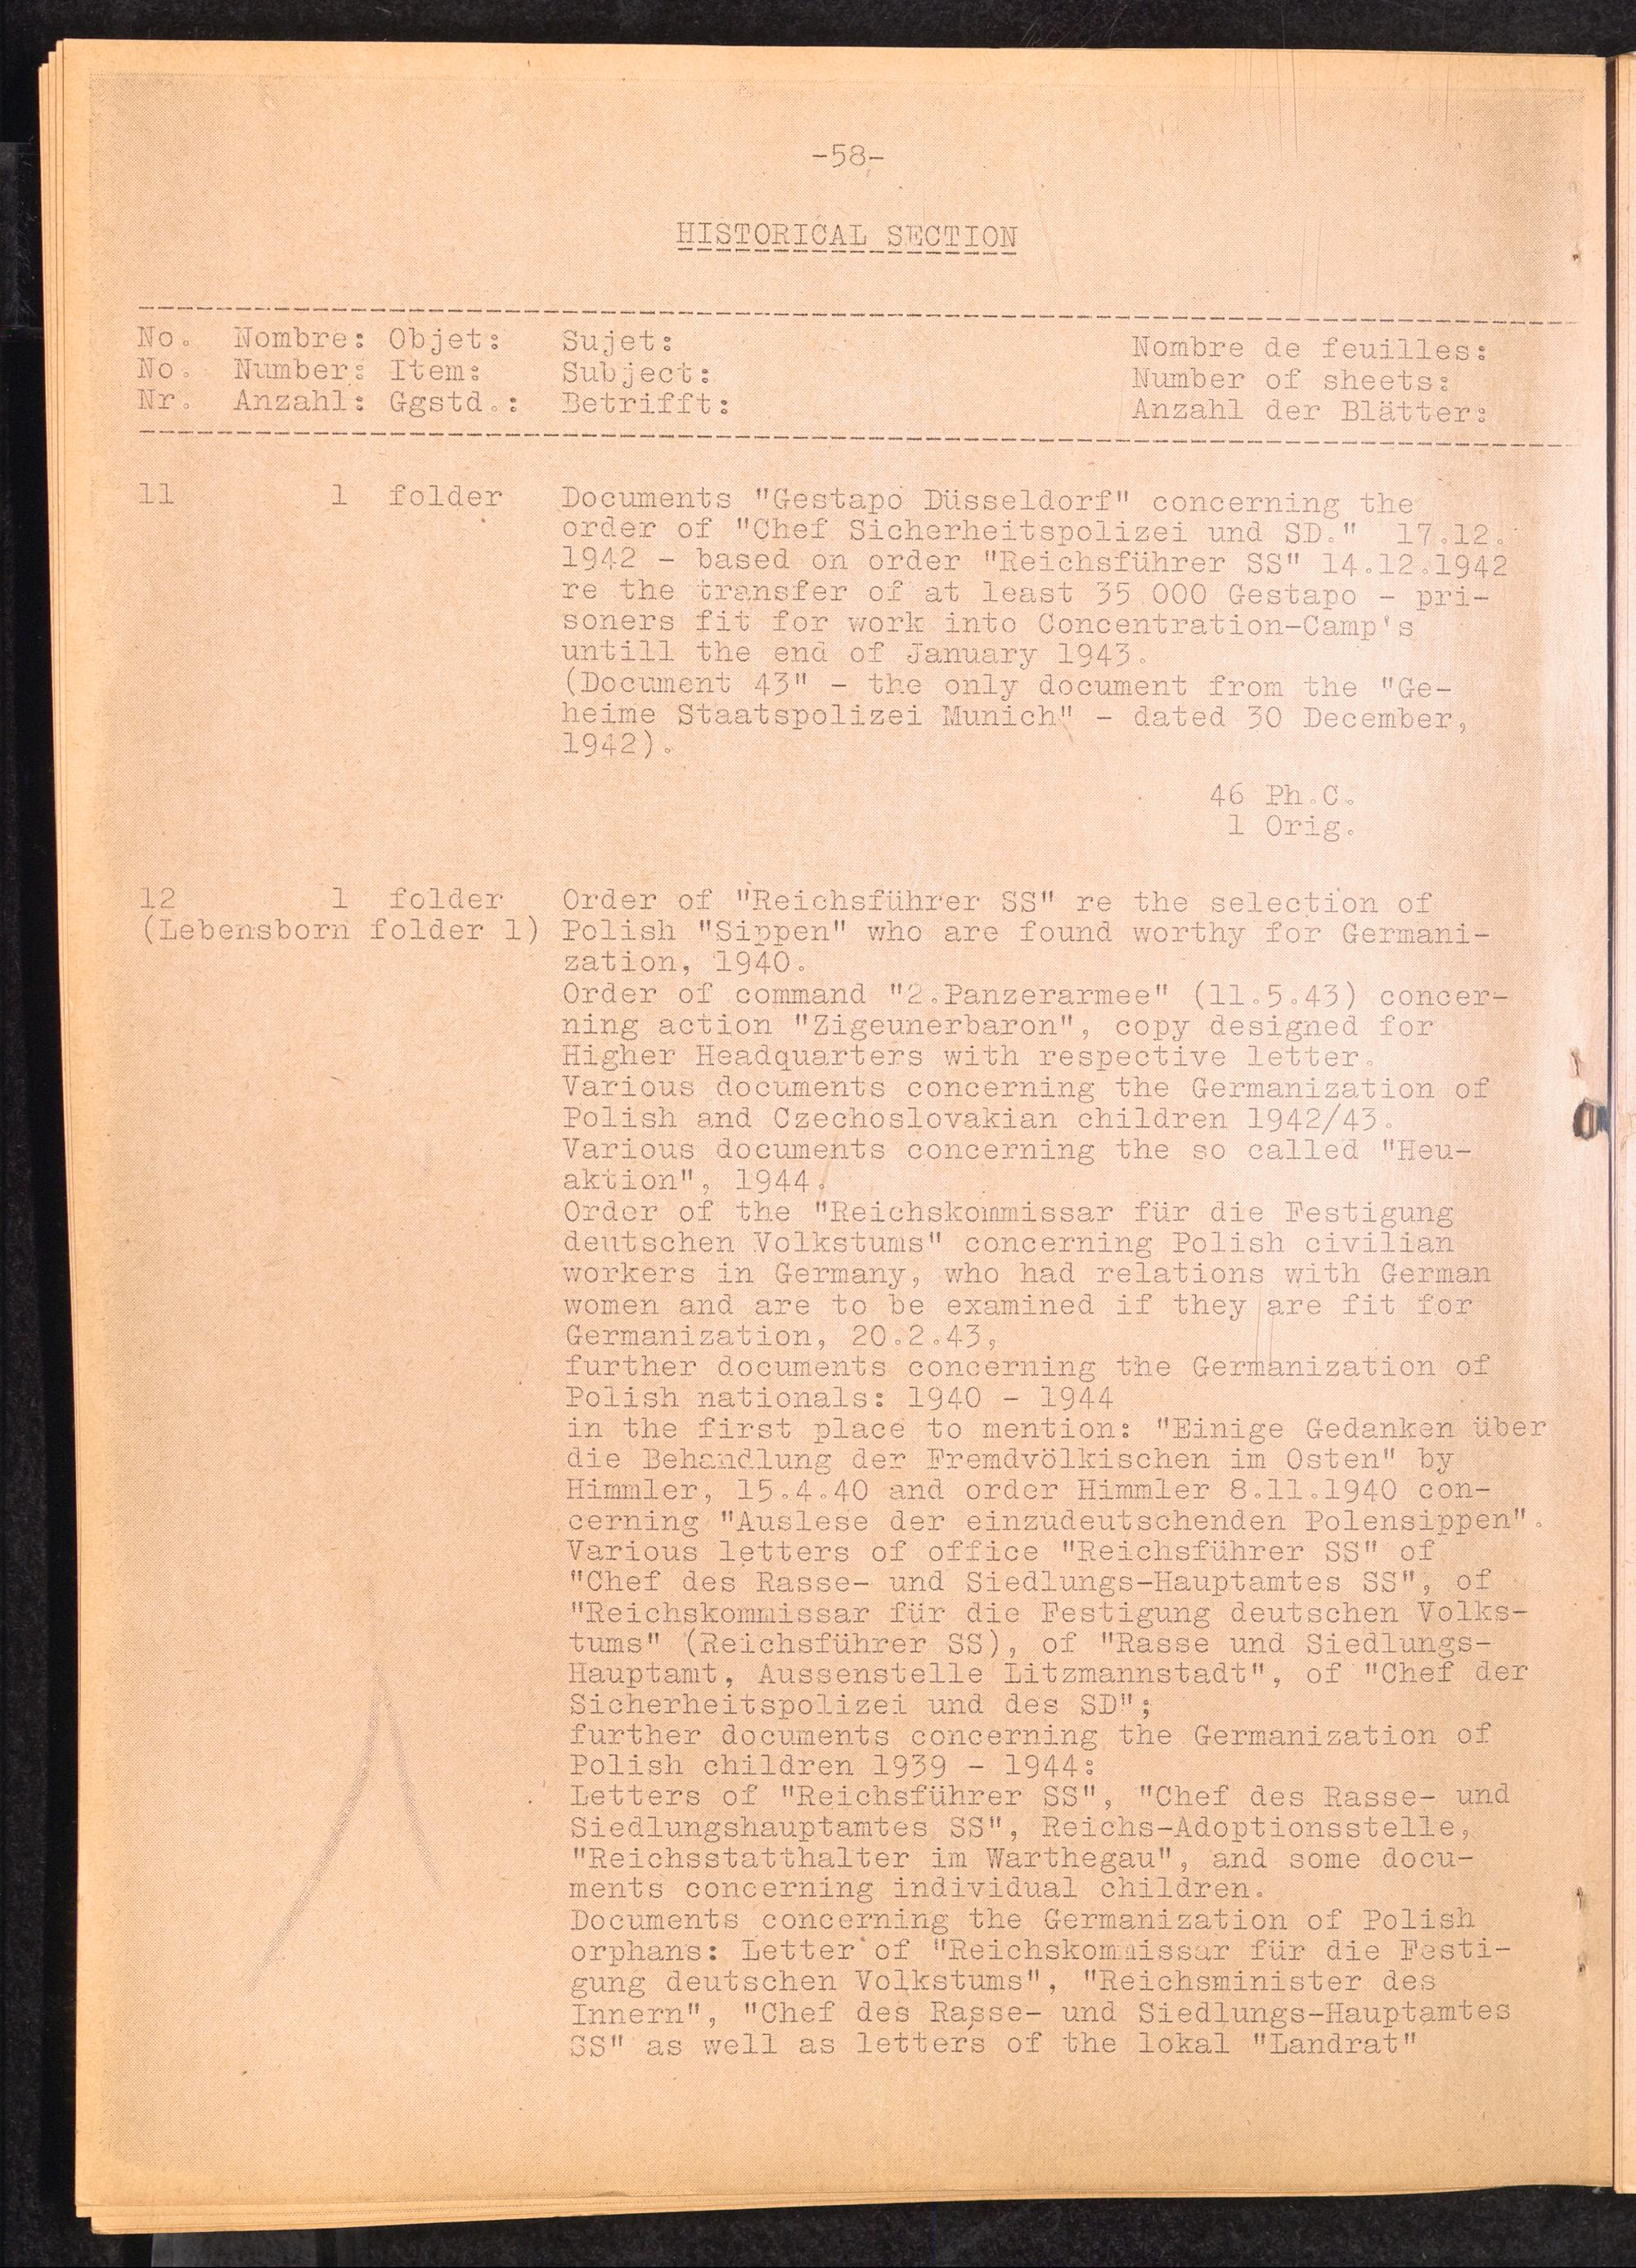 -58-
HISTORICAL SECTION
No. Nombre: Objet: Sujet: Nombre de feuilles:
No. Number: Item: Subject: Number of sheets:
Nr. Anzahl: Ggstd.: Betrifft: Anzahl der Blätter:
11 1 folder Documents "Gestapo Düsseldorf" concerning the
order of "Chef Sicherheitspolizei und SD." 17.12.
1942 - based on order "Reichsführer SS" 14.12.1942
re the transfer of at least 35 000 Gestapo - pri-
soners fit for work into Concentration-Camp's
untill the end of January 1943.
(Document 43" - the only document from the "Ge-
heime Staatspolizei Munich" - dated 30 December,
1942).
46 Ph.C.
1 Orig.
12 1 folder Order of "Reichsführer SS" re the selection of
(Lebensborn folder 1) Polish "Sippen" who are found worthy for Germani-
zation, 1940.
Order of command "2.Panzerarmee" (11.5.43) concer-
ning action "Zigeunerbaron", copy designed for
Higher Headquarters with respective letter.
Various documents concerning the Germanization of
Polish and Czechoslovakian children 1942/43.
Various documents concerning the so called "Heu-
aktion", 1944.
Order of the "Reichskommissar für die Festigung
deutschen Volkstums" concerning Polish civilian
workers in Germany, who had relations with German
women and are to be examined if they are fit for
Germanization, 20.2.43,
further documents concerning the Germanization of
Polish nationals: 1940 - 1944
in the first place to mention: "Einige Gedanken über
die Behandlung der Fremdvölkischen im Osten" by
Himmler, 15.4.40 and order Himmler 8.11.1940 con-
cerning "Auslese der einzudeutschenden Polensippen".
Various letters of office "Reichsführer SS" of
"Chef des Rasse- und Siedlungs-Hauptamtes SS", of
"Reichskommissar für die Festigung deutschen Volks-
tums" (Reichsführer SS), of "Rasse und Siedlungs-
Hauptamt, Aussenstelle Litzmannstadt", of "Chef der
Sicherheitspolizei und des SD";
further documents concerning the Germanization of
Polish children 1939 - 1944:
Letters of "Reichsführer SS", "Chef des Rasse- und
Siedlungshauptamtes SS", Reichs-Adoptionsstelle,
"Reichsstatthalter im Warthegau", and some docu-
ments concerning individual children.
Documents concerning the Germanization of Polish
orphans: Letter of "Reichskommissar für die Festi-
gung deutschen Volkstums", "Reichsminister des
Innern", "Chef des Rasse- und Siedlungs-Hauptamtes
SS" as well as letters of the lokal "Landrat"